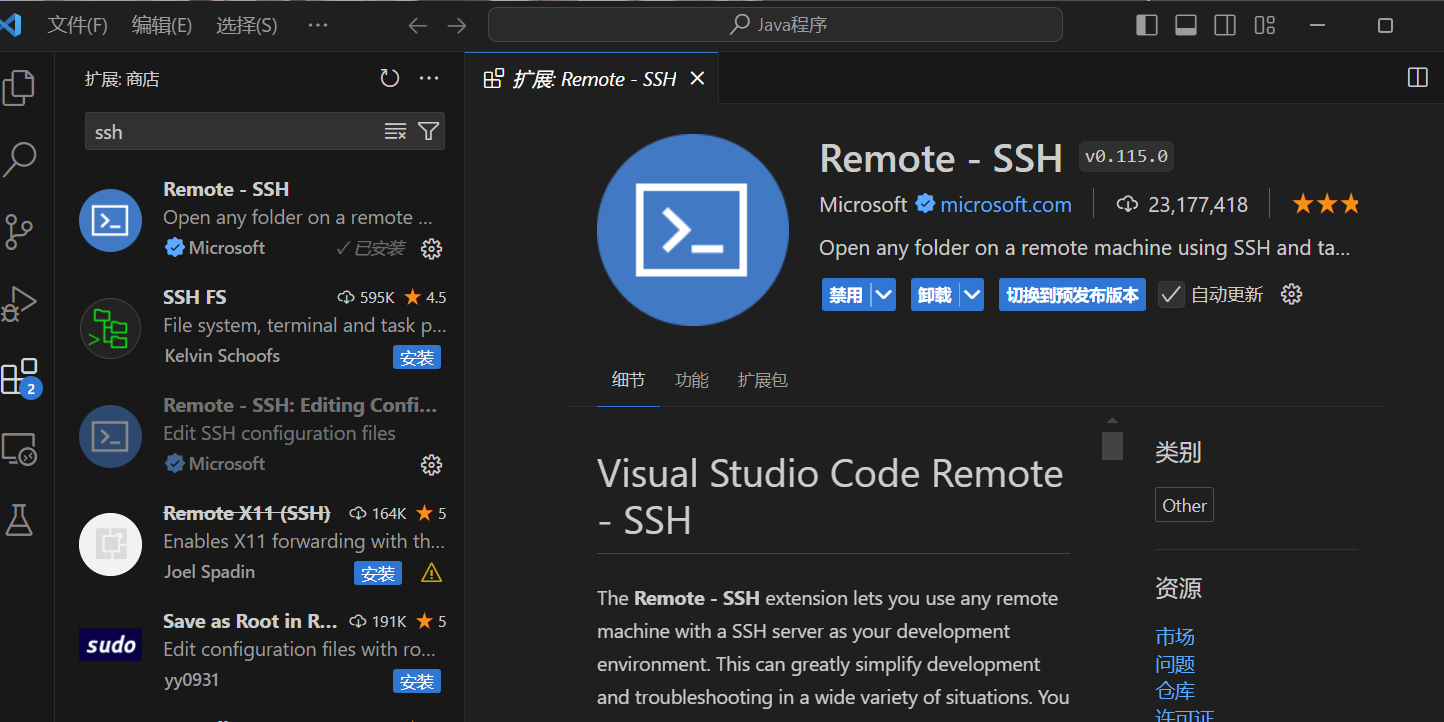 文件(F) 编辑(E) 选择(S) ··· Java程序
扩展: 商店
ssh
Remote - SSH
Open any folder on a remote ...
Microsoft ✓已安装
SSH FS 595K ★ 4.5
File system, terminal and task p...
Kelvin Schoofs 安装
Remote - SSH: Editing Confi...
Edit SSH configuration files
Microsoft
Remote X11 (SSH) 164K ★ 5
Enables X11 forwarding with th...
Joel Spadin 安装
Save as Root in R... 191K ★ 5
Edit configuration files with ro...
yy0931 安装
2
扩展: Remote - SSH
Remote - SSH v0.115.0
Microsoft microsoft.com 23,177,418
Open any folder on a remote machine using SSH and ta...
禁用 卸载 切换到预发布版本 自动更新
细节 功能 扩展包
Visual Studio Code Remote
- SSH
The Remote - SSH extension lets you use any remote
machine with a SSH server as your development
environment. This can greatly simplify development
and troubleshooting in a wide variety of situations. You
类别
Other
资源
市场
问题
仓库
许可证
sudo